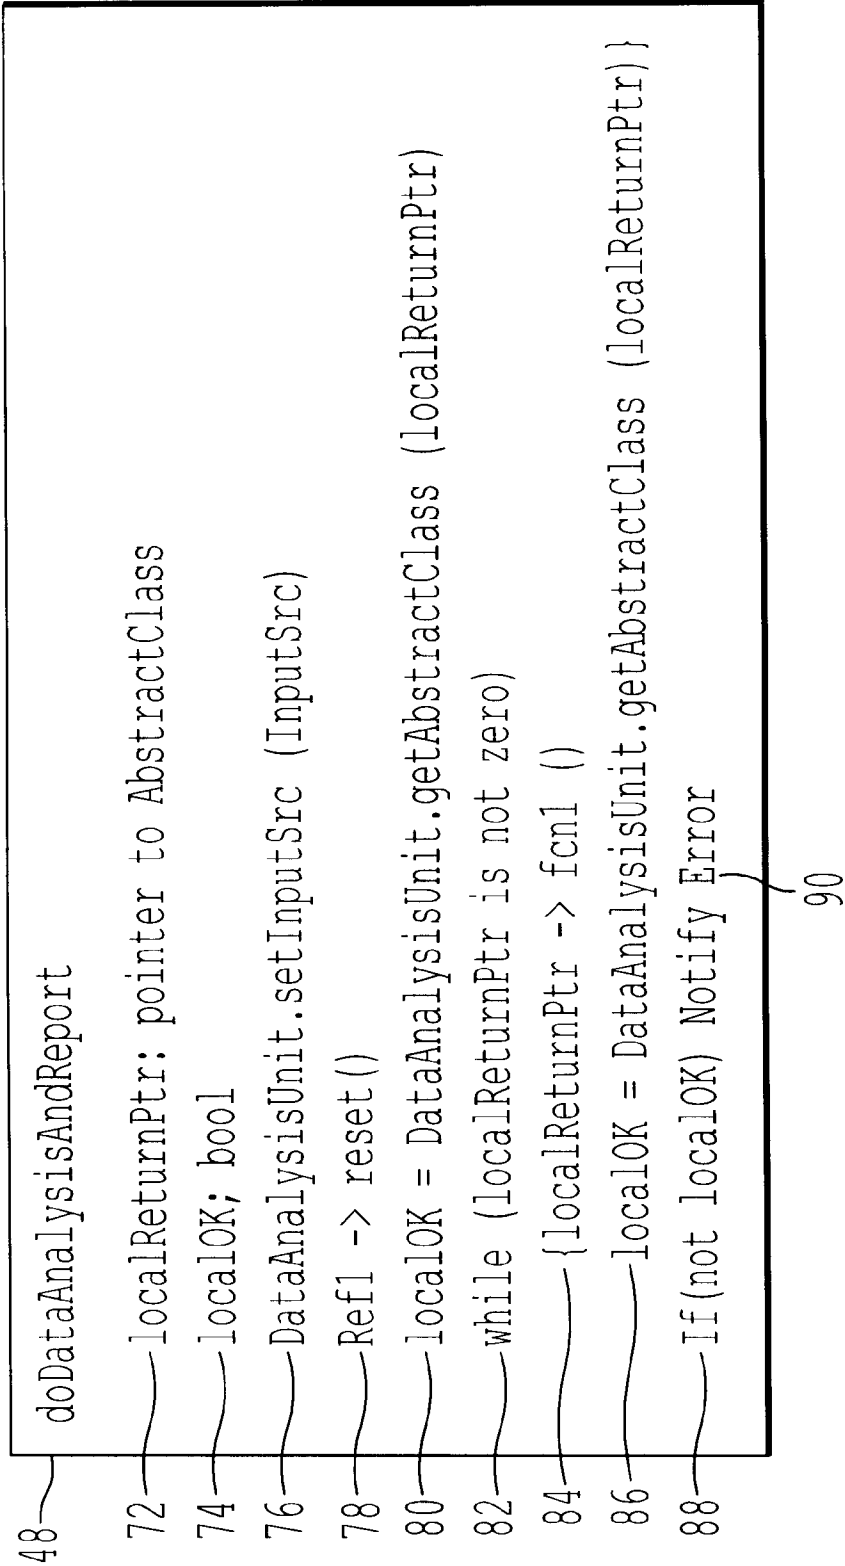 48
doDataAnalysisAndReport
72 localReturnPtr: pointer to AbstractClass
74 localOK; bool
76 DataAnalysisUnit.setInputSrc (InputSrc)
78 Ref1 -> reset()
80 localOK = DataAnalysisUnit.getAbstractClass (localReturnPtr)
82 while (localReturnPtr is not zero)
84 {localReturnPtr -> fcn1 ()
86 localOK = DataAnalysisUnit.getAbstractClass (localReturnPtr)}
88 If(not localOK) Notify Error
90